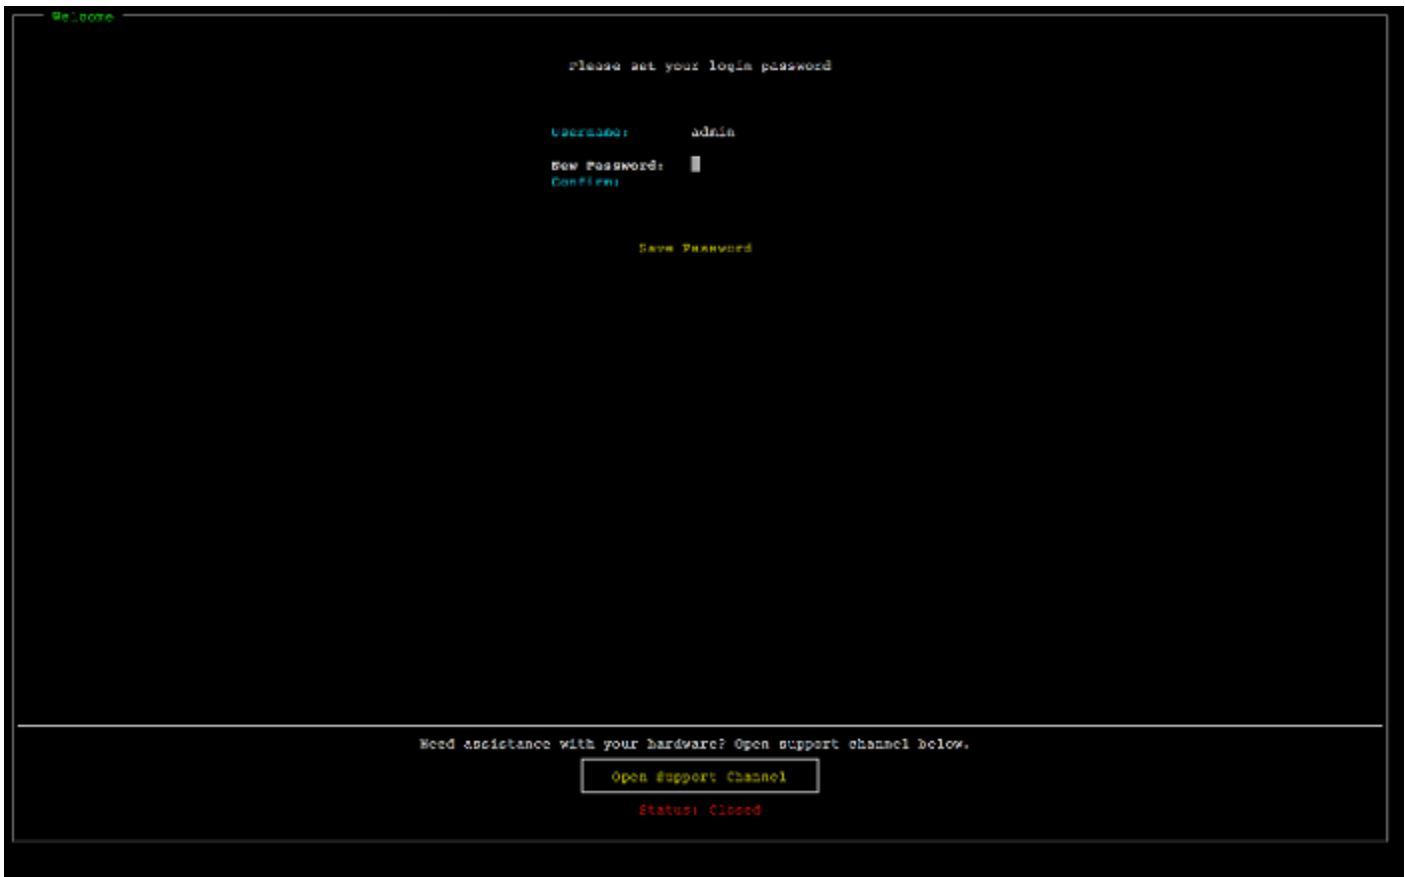 Welcome
Please set your login password
Username: admin
New Password:
Confirm:
Save Password
Need assistance with your hardware? Open support channel below.
Open Support Channel
Status: Closed